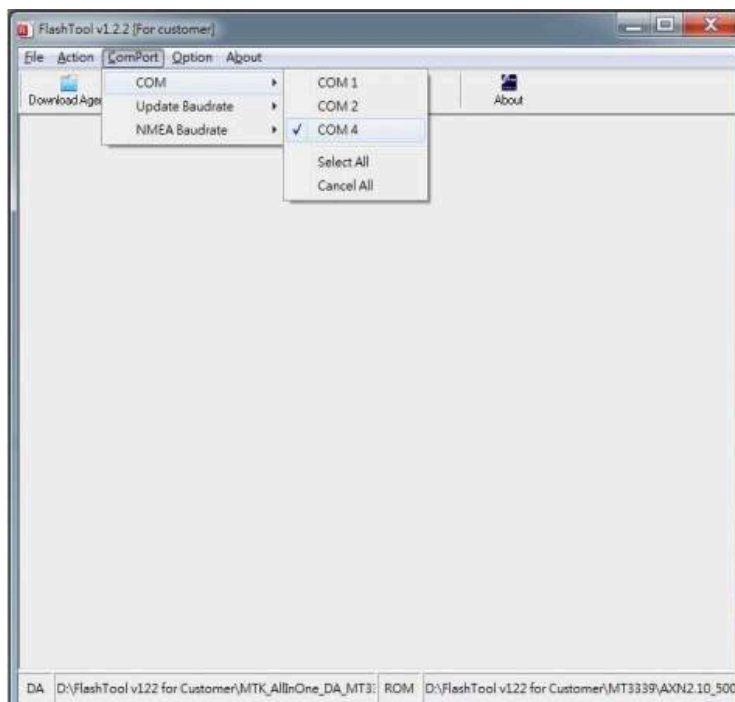 FlashTool v1.2.2 [For customer]
File Action ComPort Option About
Download Agen
About
COM
Update Baudrate
NMEA Baudrate
COM 1
COM 2
✓ COM 4
Select All
Cancel All
DA D:\FlashTool v122 for Customer\MTK_AllInOne_DA_MT3: ROM D:\FlashTool v122 for Customer\MT3339\AXN2.10_500